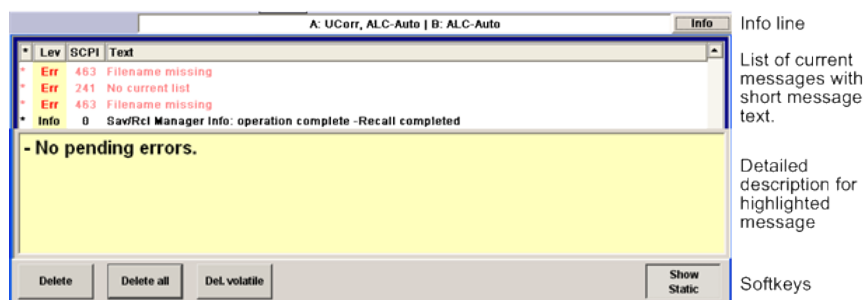 A: UCorr, ALC-Auto | B: ALC-Auto
Info
Info line
* Lev SCPI Text
* Err 463 Filename missing
* Err 241 No current list
* Err 463 Filename missing
* Info 0 Sav/Rcl Manager Info: operation complete -Recall completed
List of current
messages with
short message
text.
- No pending errors.
Detailed
description for
highlighted
message
Delete
Delete all
Del. volatile
Show
Static
Softkeys